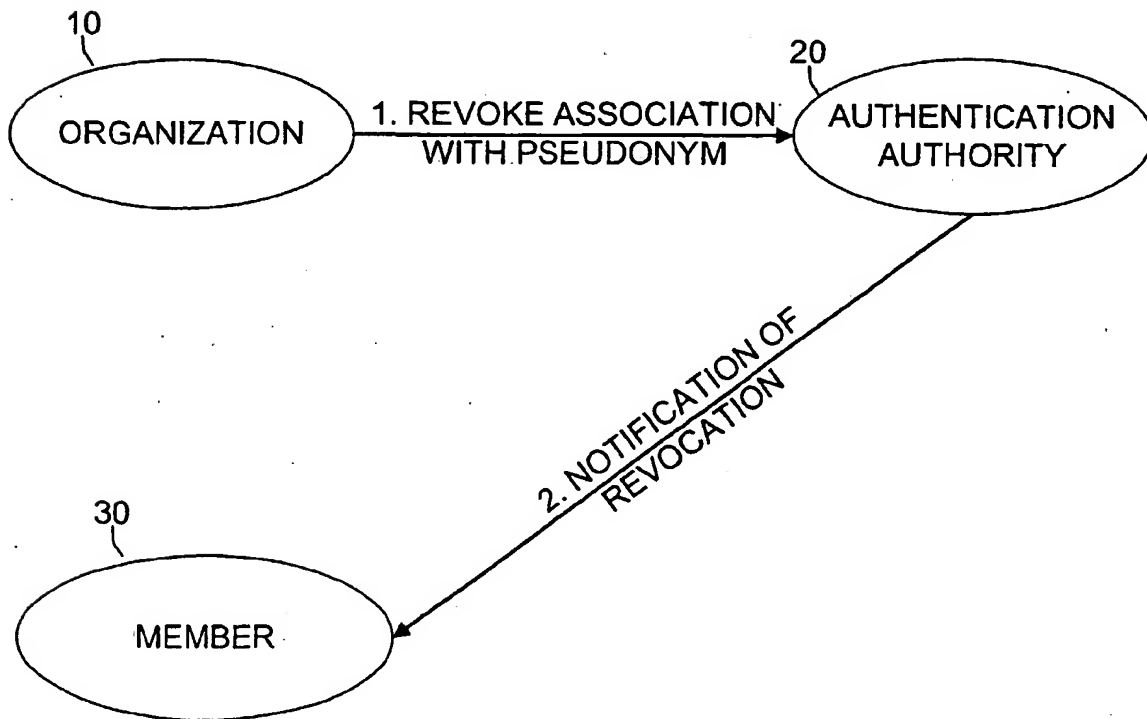 10
ORGANIZATION
1. REVOKE ASSOCIATION
WITH PSEUDONYM
20
AUTHENTICATION
AUTHORITY
2. NOTIFICATION OF
REVOCATION
30
MEMBER